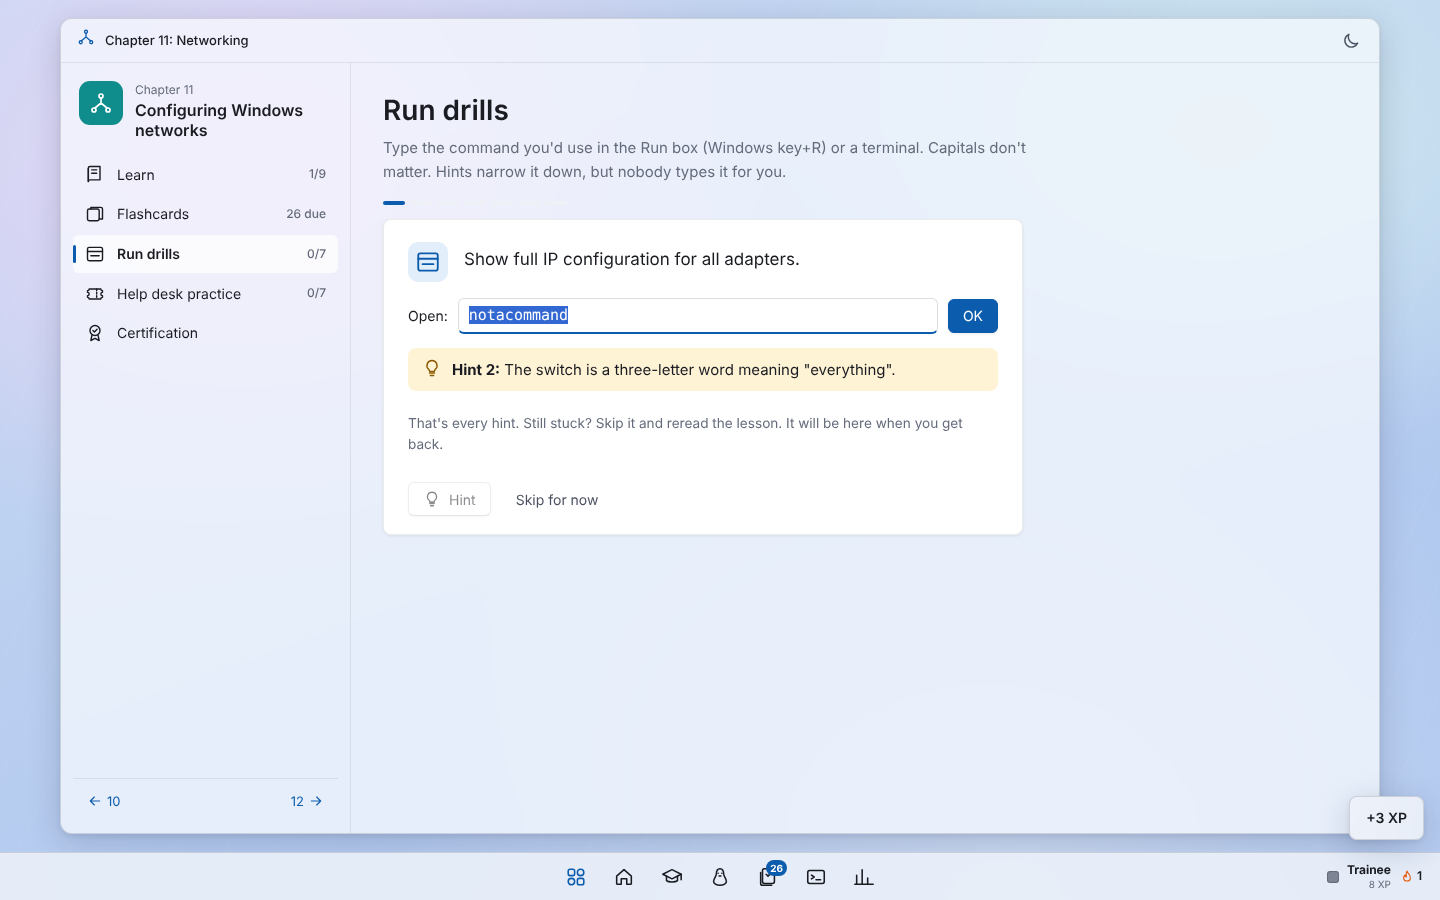 Chapter 11: Networking
Chapter 11
Configuring Windows
networks
Learn 1/9
Flashcards 26 due
Run drills 0/7
Help desk practice 0/7
Certification
← 10 12 →
Run drills
Type the command you'd use in the Run box (Windows key+R) or a terminal. Capitals don't
matter. Hints narrow it down, but nobody types it for you.
Show full IP configuration for all adapters.
Open: notacommand OK
Hint 2: The switch is a three-letter word meaning "everything".
That's every hint. Still stuck? Skip it and reread the lesson. It will be here when you get
back.
Hint Skip for now
+3 XP
26
Trainee
8 XP
1